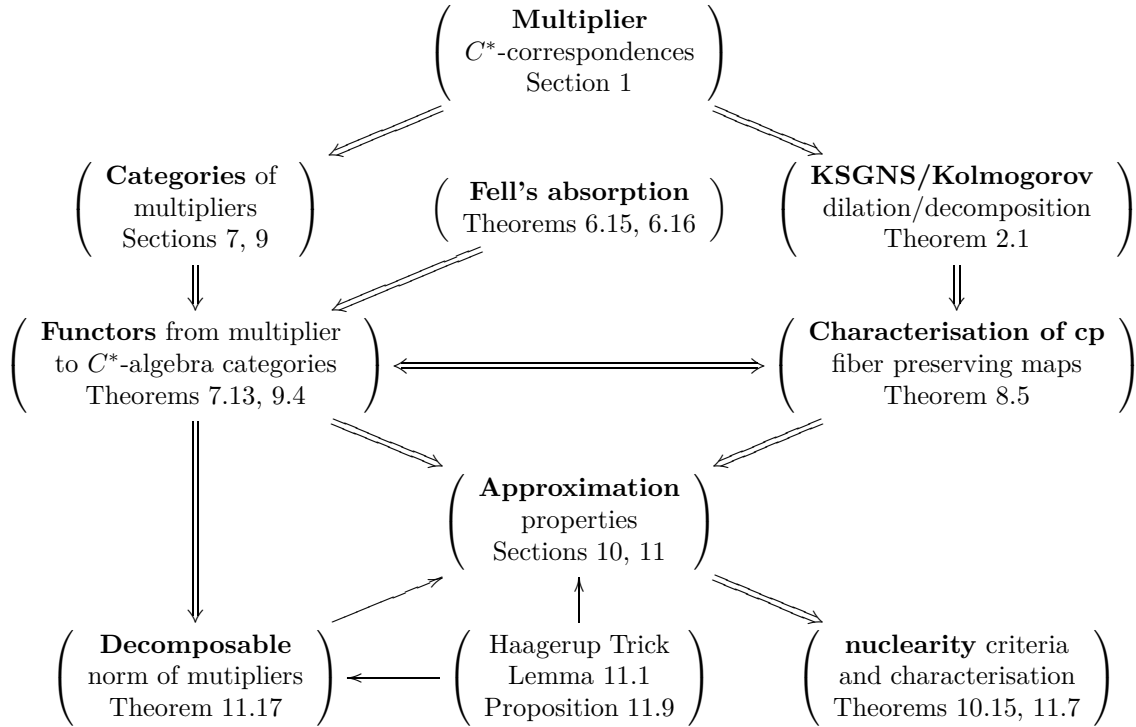 Multiplier
C*-correspondences
Section 1
Categories of
multipliers
Sections 7, 9
Fell's absorption
Theorems 6.15, 6.16
KSGNS/Kolmogorov
dilation/decomposition
Theorem 2.1
Functors from multiplier
to C*-algebra categories
Theorems 7.13, 9.4
Characterisation of cp
fiber preserving maps
Theorem 8.5
Approximation
properties
Sections 10, 11
Decomposable
norm of mutipliers
Theorem 11.17
Haagerup Trick
Lemma 11.1
Proposition 11.9
nuclearity criteria
and characterisation
Theorems 10.15, 11.7